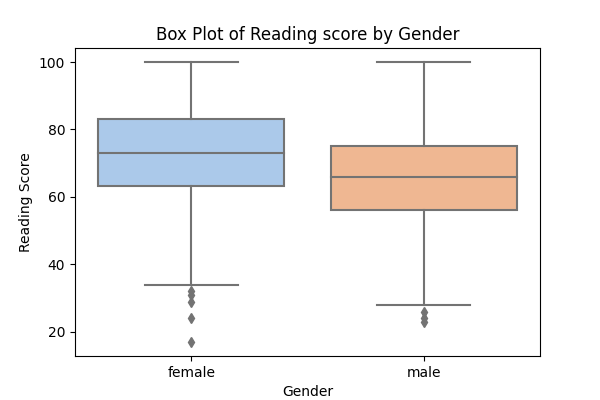 Box Plot of Reading score by Gender
100
80
60
40
20
Reading Score
female
male
Gender